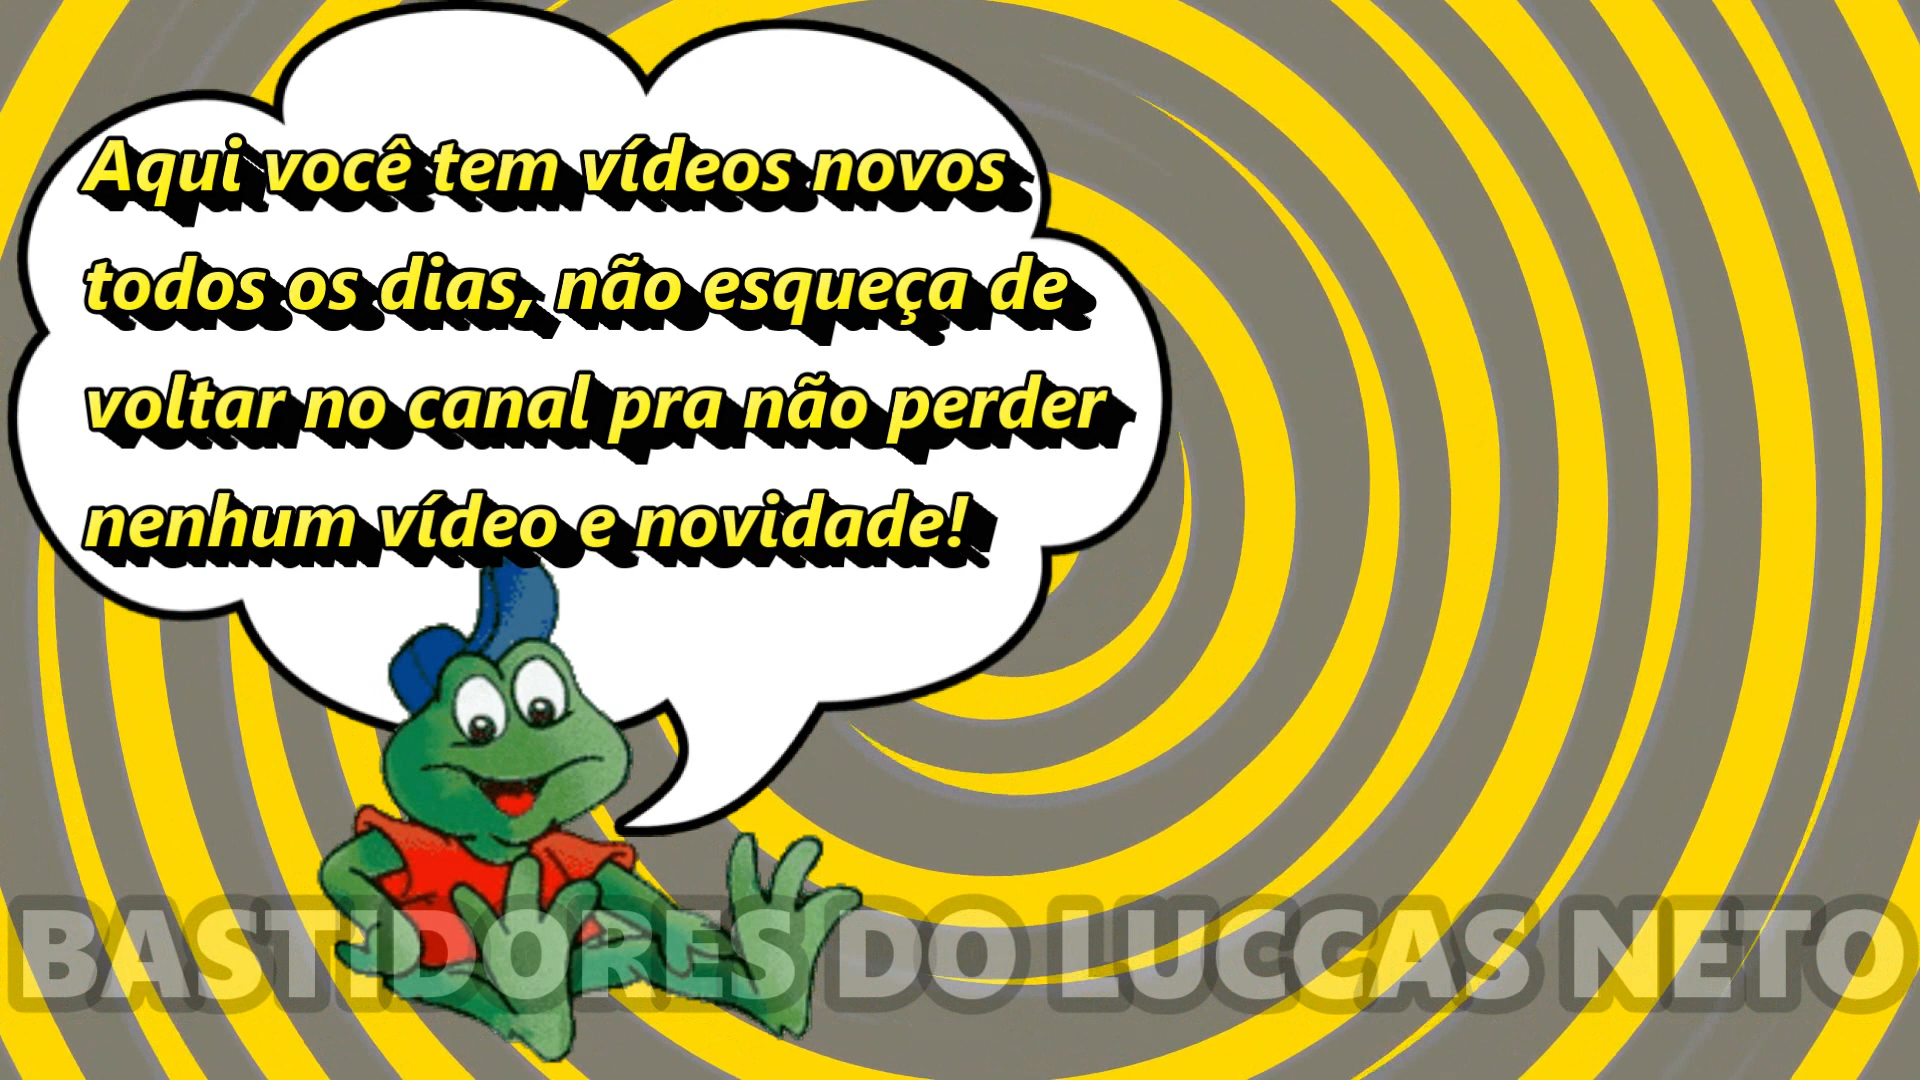 Aqui você tem vídeos novos
todos os dias, não esqueça de
voltar no canal pra não perder
nenhum vídeo e novidade!
BASTIDORES DO LUCCAS NETO